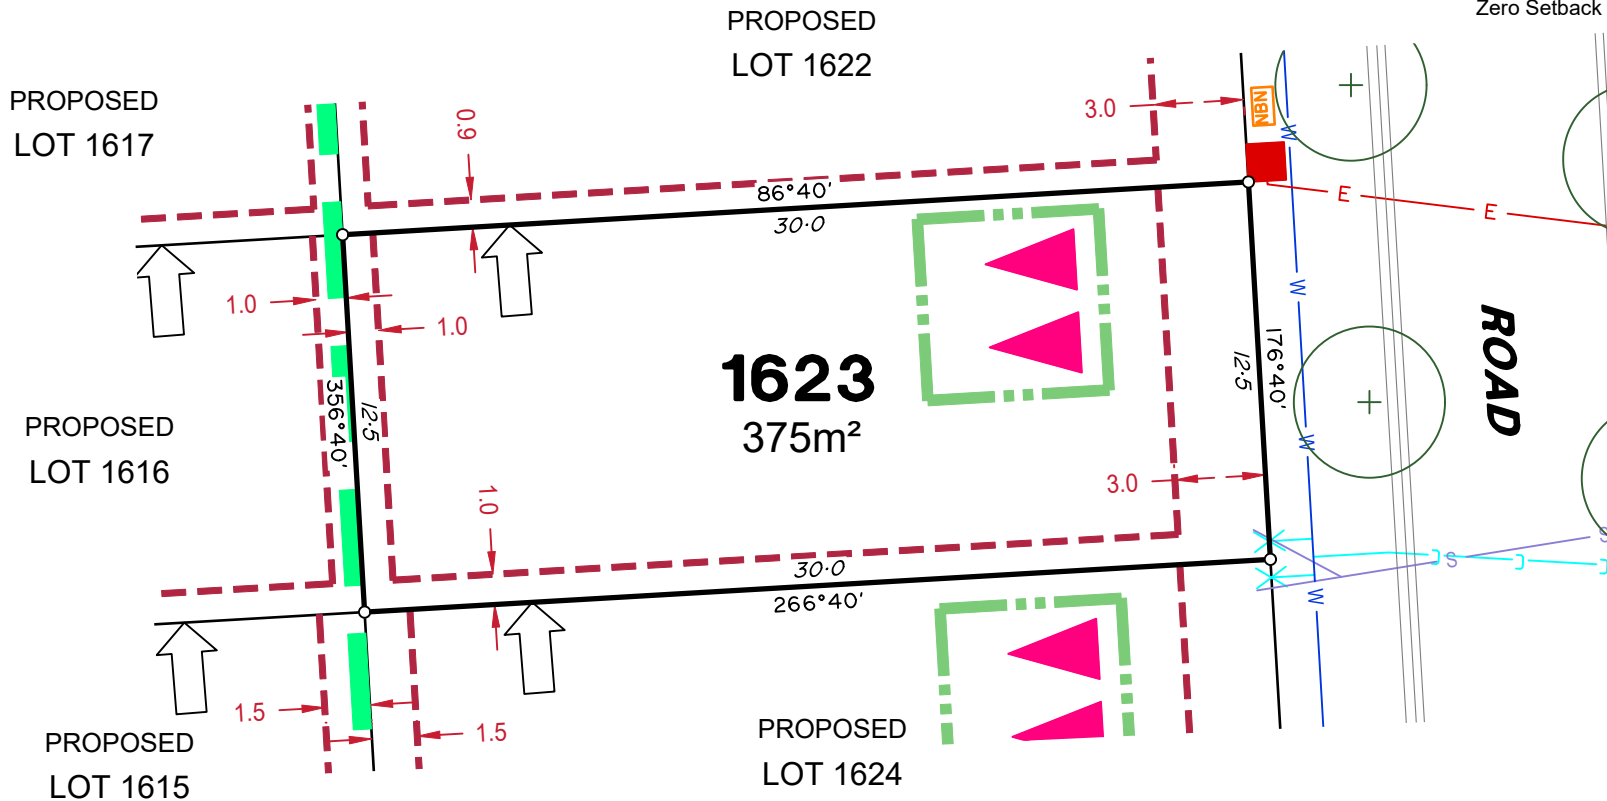 Zero Setback
PROPOSED
LOT 1622
PROPOSED
LOT 1617
0.9
3.0
NBN
W
86°40'
30·0
E
E
1.0
1.0
W
ROAD
1623
375m²
176°40'
12·5
356°40'
12·5
PROPOSED
LOT 1616
W
3.0
1.0
30·0
266°40'
S
J
S
J
J
W
1.5
1.5
PROPOSED
LOT 1615
PROPOSED
LOT 1624